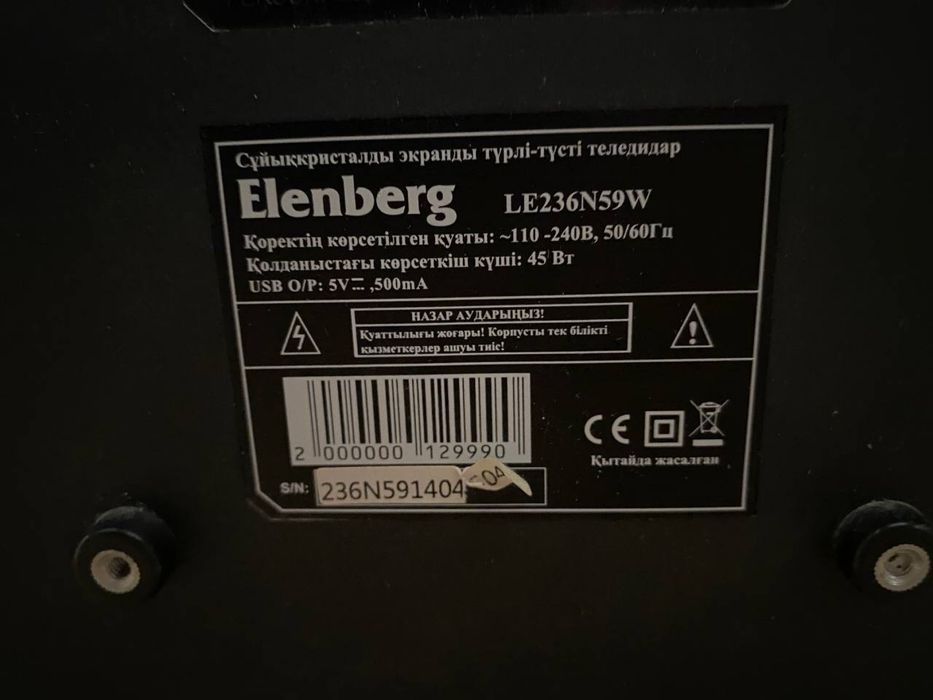 Сұйыққристалды экранды түрлі-түсті теледидар
Elenberg LE236N59W
Қоректің көрсетілген қуаты: ~110 -240В, 50/60Гц
Қолданыстағы көрсеткіш күші: 45 Вт
USB O/P: 5V⎓ ,500mA
НАЗАР АУДАРЫҢЫЗ!
Қуаттылығы жоғары! Корпусты тек білікті
қызметкерлер ашуы тиіс!
2 000000 129990
CE
Қытайда жасалған
S/N: 236N591404